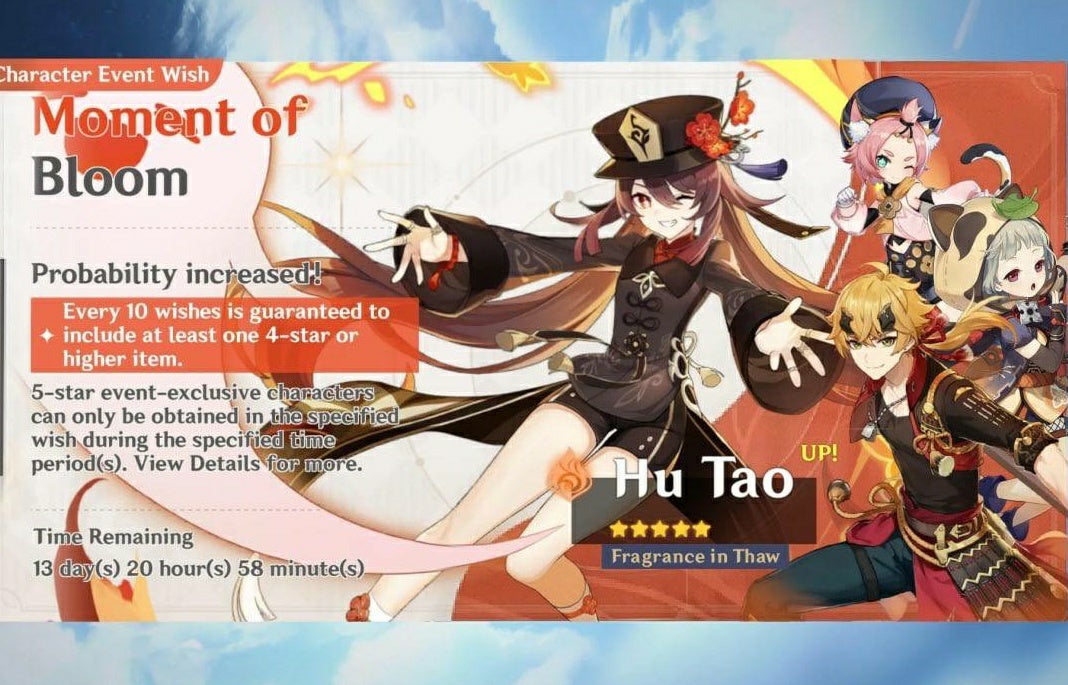 Character Event Wish
Moment of
Bloom
Probability increased!
Every 10 wishes is guaranteed to
include at least one 4-star or
higher item.
5-star event-exclusive characters
can only be obtained in the specified
wish during the specified time
period(s). View Details for more.
Time Remaining
13 day(s) 20 hour(s) 58 minute(s)
UP!
Hu Tao
Fragrance in Thaw